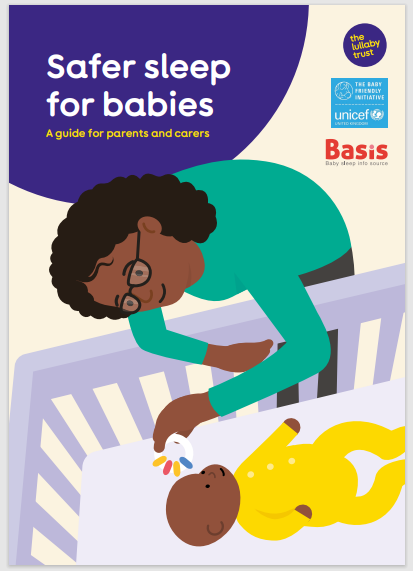 Safer sleep
for babies
A guide for parents and carers
the
lullaby
trust
THE BABY
FRIENDLY
INITIATIVE
unicef
UNITED KINGDOM
Basis
Baby sleep info source